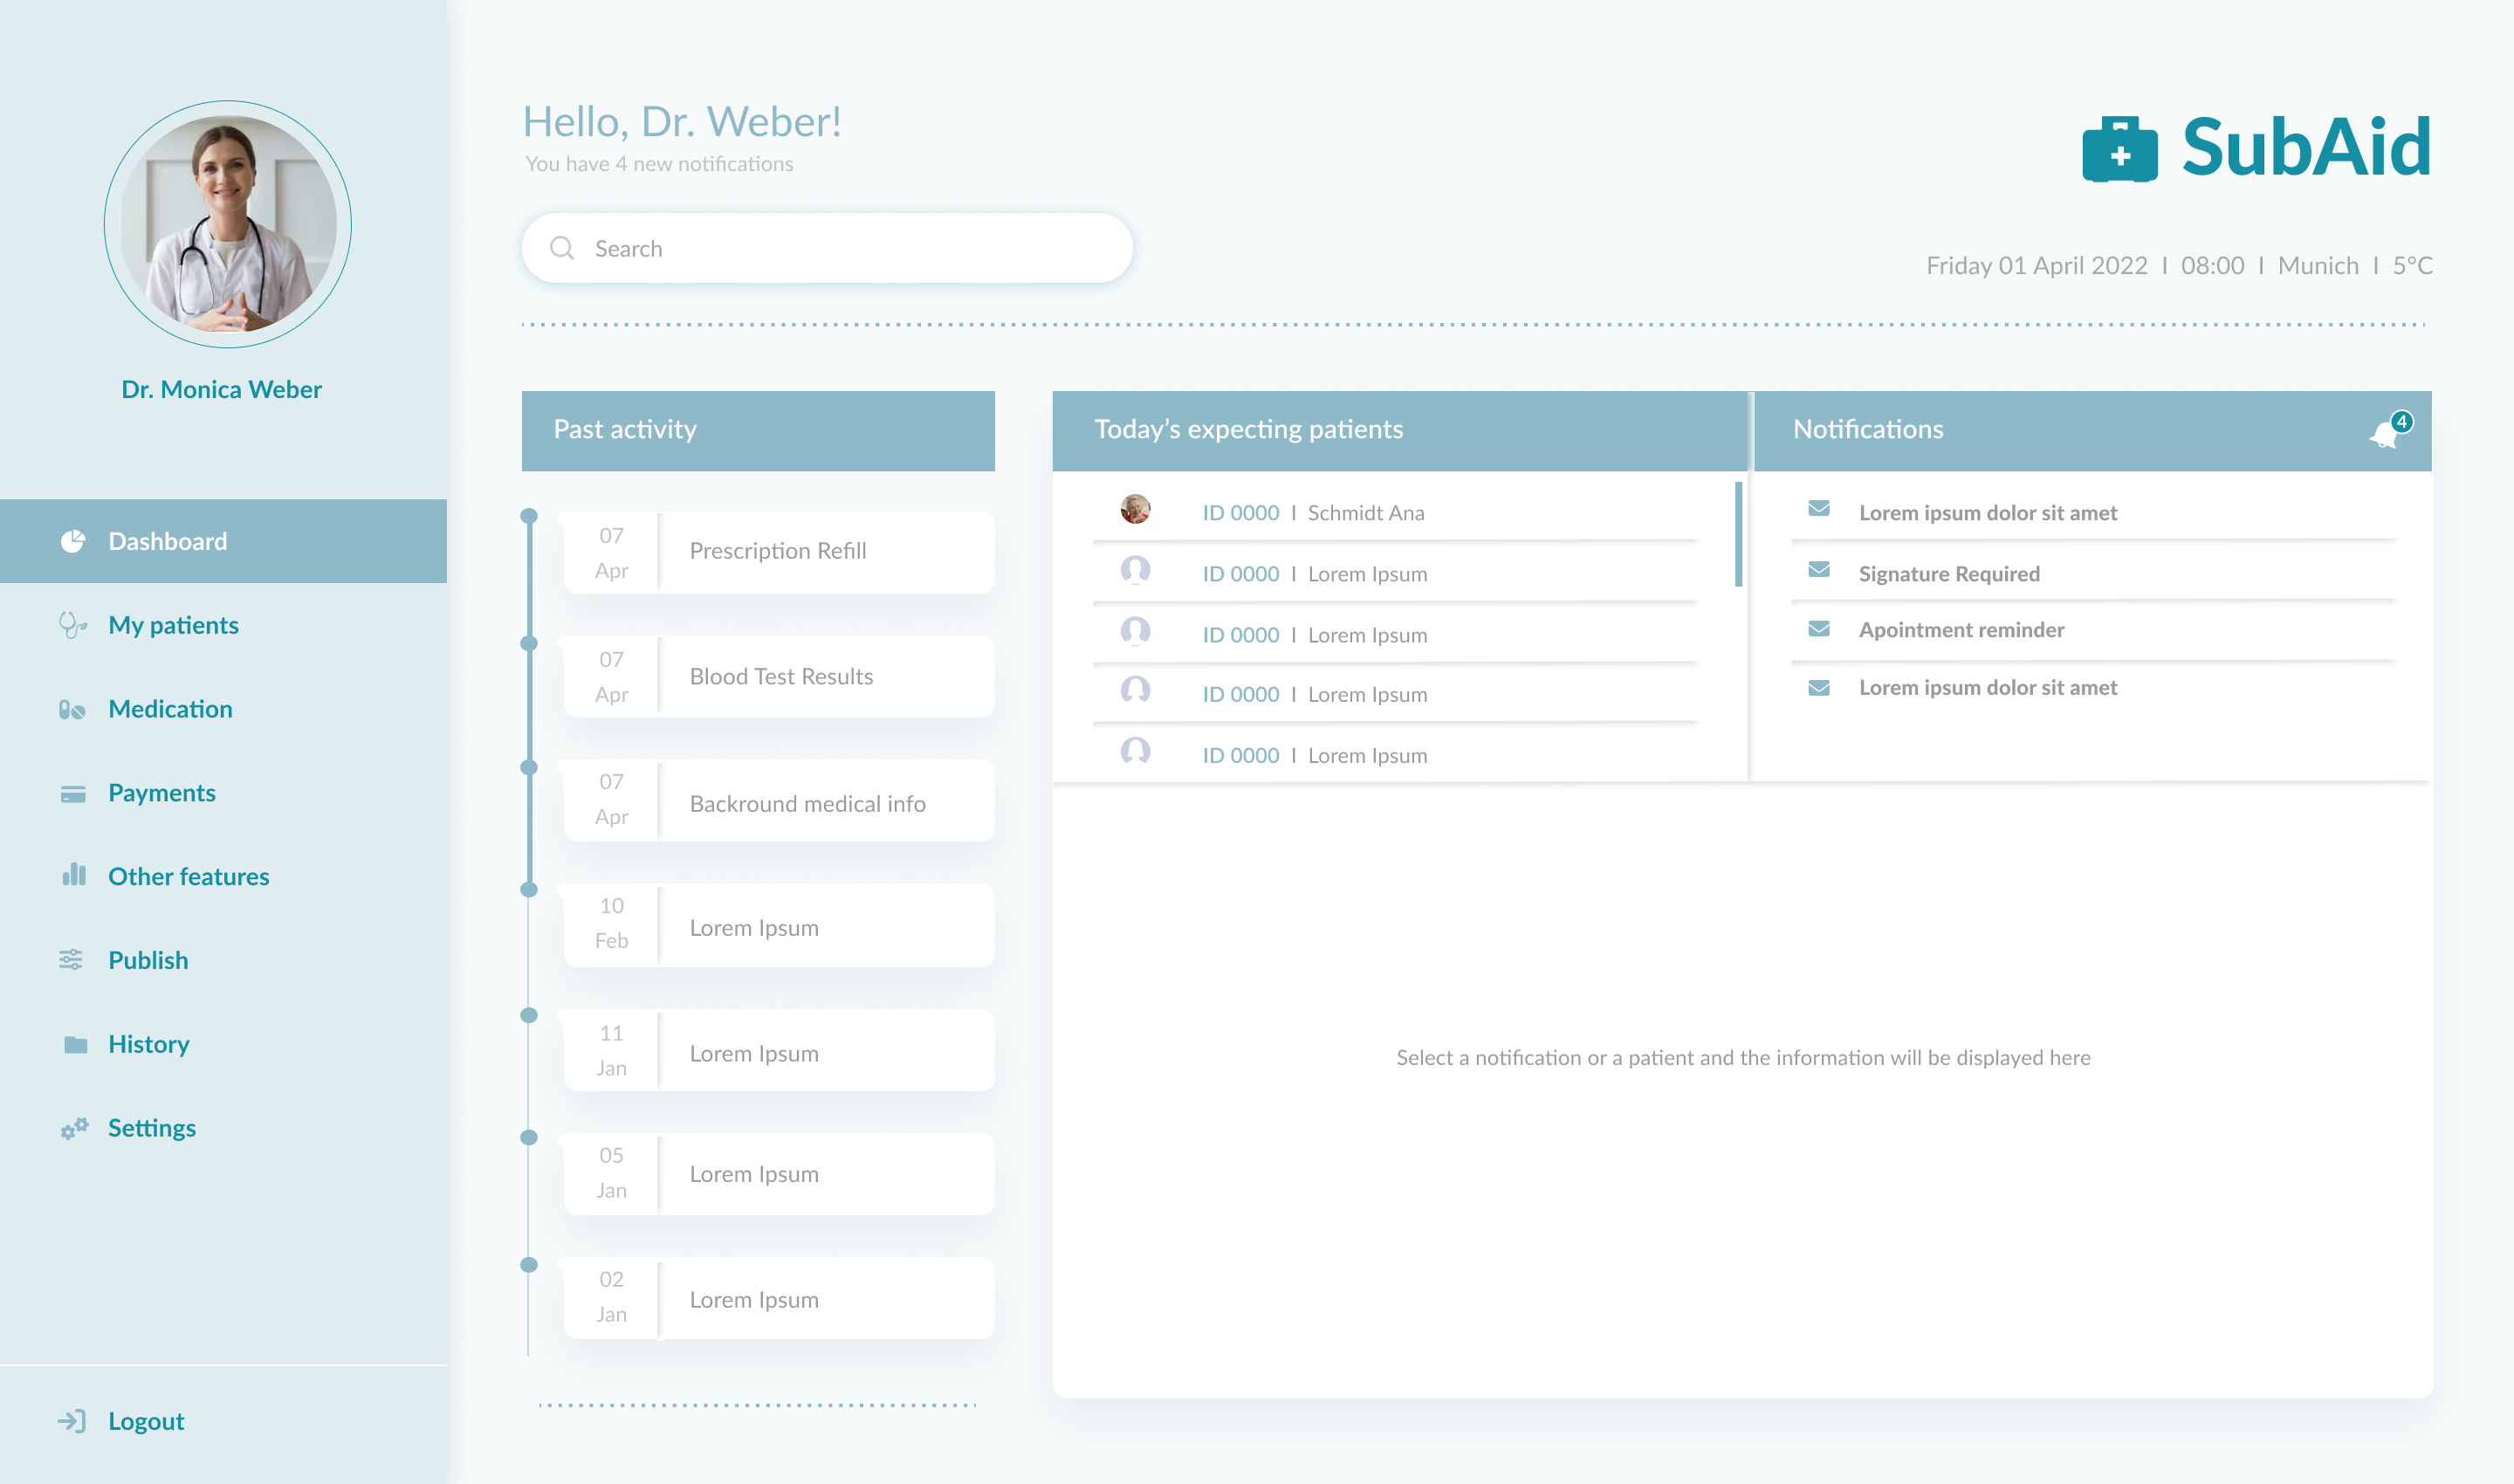 Dr. Monica Weber
Dashboard
My patients
Medication
Payments
Other features
Publish
History
Settings
Logout
Hello, Dr. Weber!
You have 4 new notifications
Search
SubAid
Friday 01 April 2022 I 08:00 I Munich I 5°C
Past activity
07
Apr
Prescription Refill
07
Apr
Blood Test Results
07
Apr
Backround medical info
10
Feb
Lorem Ipsum
11
Jan
Lorem Ipsum
05
Jan
Lorem Ipsum
02
Jan
Lorem Ipsum
Today’s expecting patients
ID 0000 I Schmidt Ana
ID 0000 I Lorem Ipsum
ID 0000 I Lorem Ipsum
ID 0000 I Lorem Ipsum
ID 0000 I Lorem Ipsum
Notifications
4
Lorem ipsum dolor sit amet
Signature Required
Apointment reminder
Lorem ipsum dolor sit amet
Select a notification or a patient and the information will be displayed here